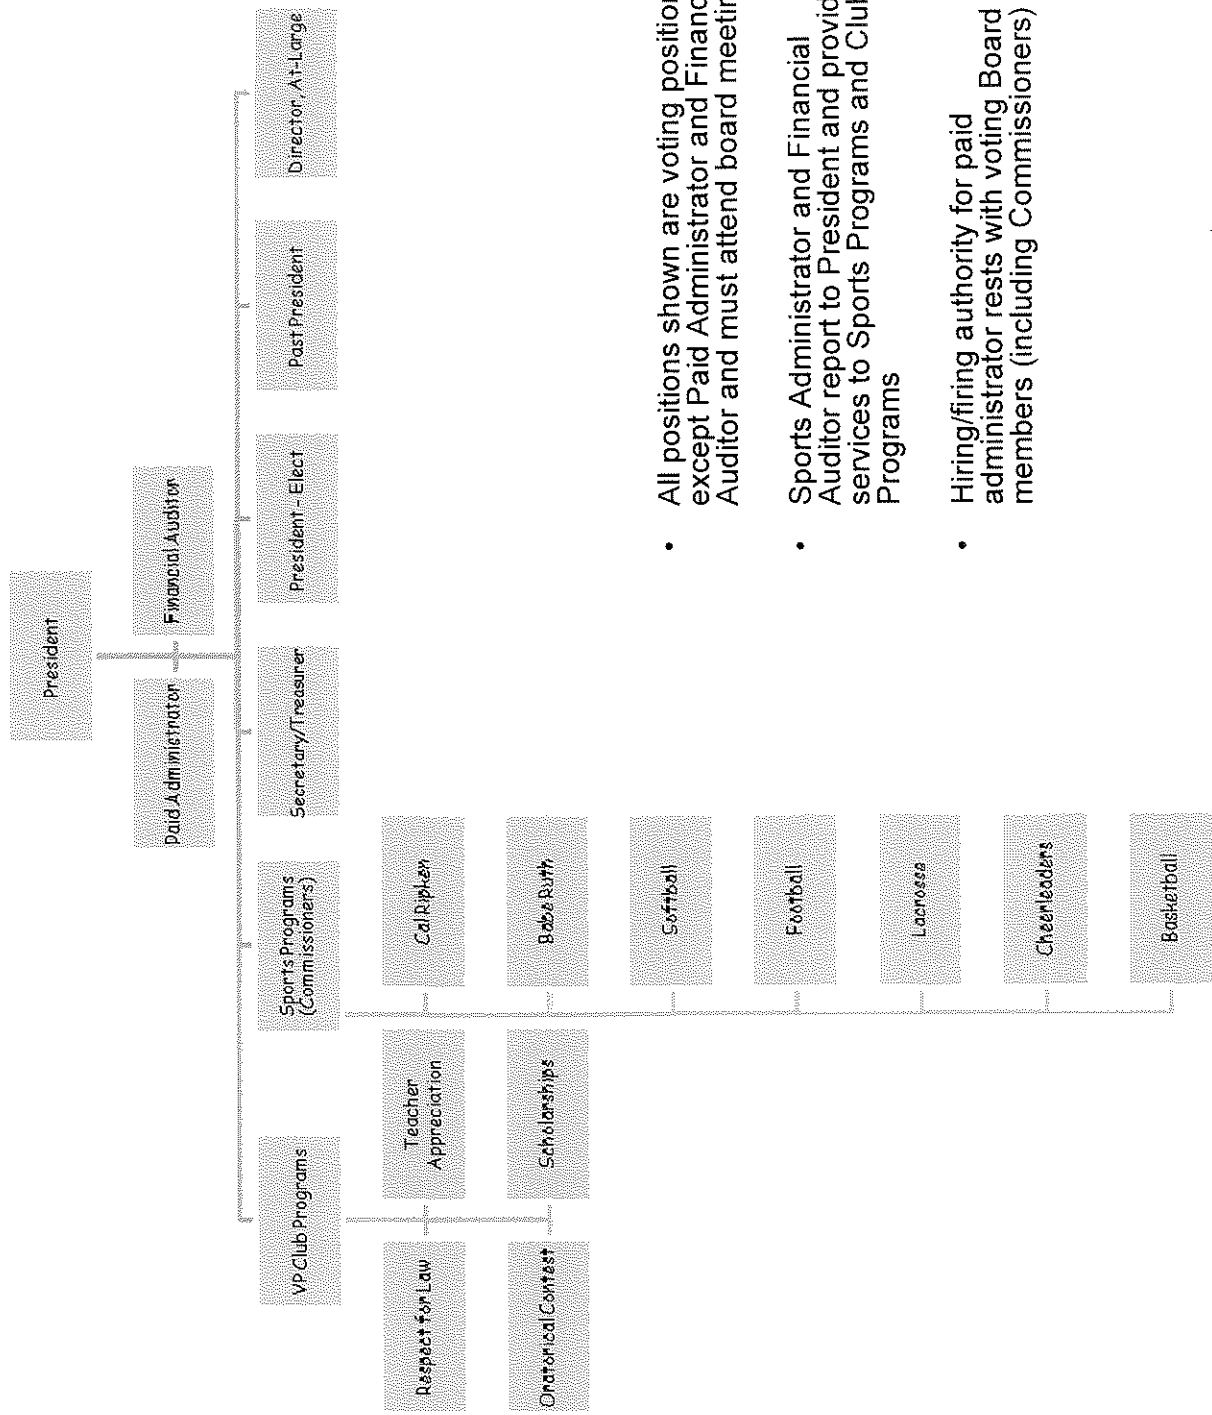 President
Paid Administrator
Financial Auditor
VP Club Programs
Sports Programs
(Commissioners)
Secretary/Treasurer
President - Elect
Past President
Director, At-Large
Respect for Law
Teacher
Appreciation
Oratorical Contest
Scholarships
Cal Ripken
Babe Ruth
Softball
Football
Lacrosse
Cheerleaders
Basketball
• All positions shown are voting position
except Paid Administrator and Financ
Auditor and must attend board meetin
• Sports Administrator and Financial
Auditor report to President and provid
services to Sports Programs and Clu
Programs
• Hiring/firing authority for paid
administrator rests with voting Board
members (including Commissioners)